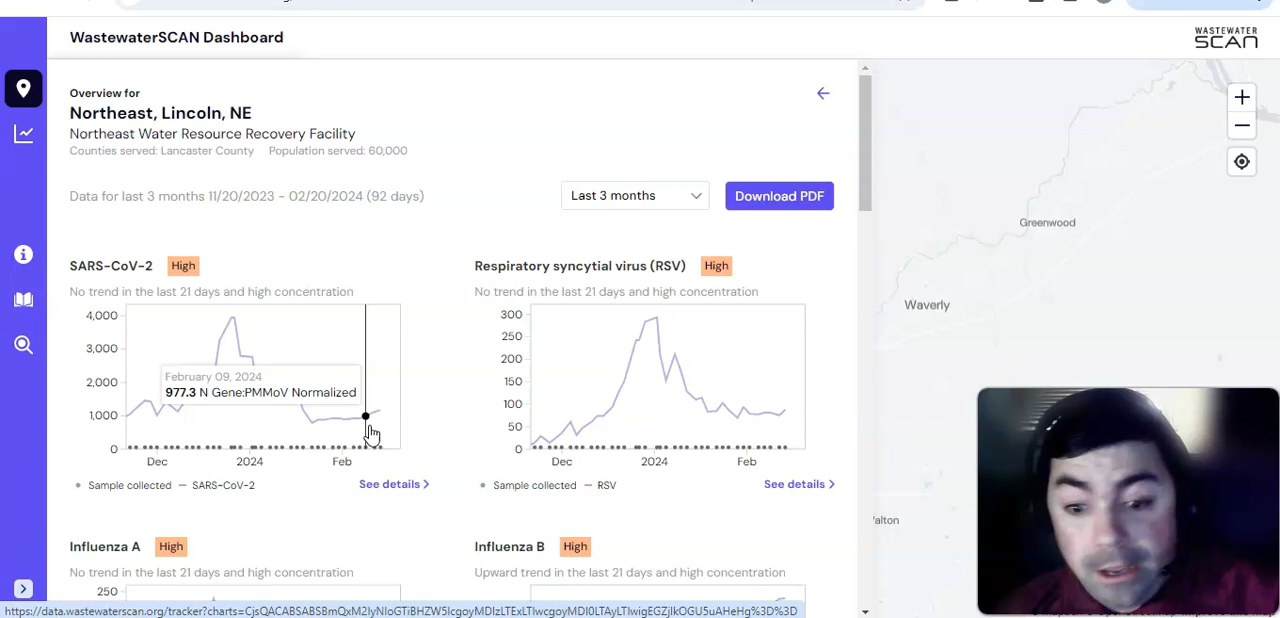 WastewaterSCAN Dashboard
WASTEWATER
SCAN
Overview for
Northeast, Lincoln, NE
Northeast Water Resource Recovery Facility
Counties served: Lancaster County Population served: 60,000
Data for last 3 months 11/20/2023 - 02/20/2024 (92 days)
Last 3 months
Download PDF
SARS-CoV-2 High
No trend in the last 21 days and high concentration
4,000
3,000
2,000
1,000
0
February 09, 2024
977.3 N Gene:PMMoV Normalized
Dec 2024 Feb
Sample collected SARS-CoV-2
See details
Respiratory syncytial virus (RSV) High
No trend in the last 21 days and high concentration
300
250
200
150
100
50
0
Dec 2024 Feb
Sample collected RSV
See details
Influenza A High
No trend in the last 21 days and high concentration
250
Influenza B High
Upward trend in the last 21 days and high concentration
Greenwood
Waverly